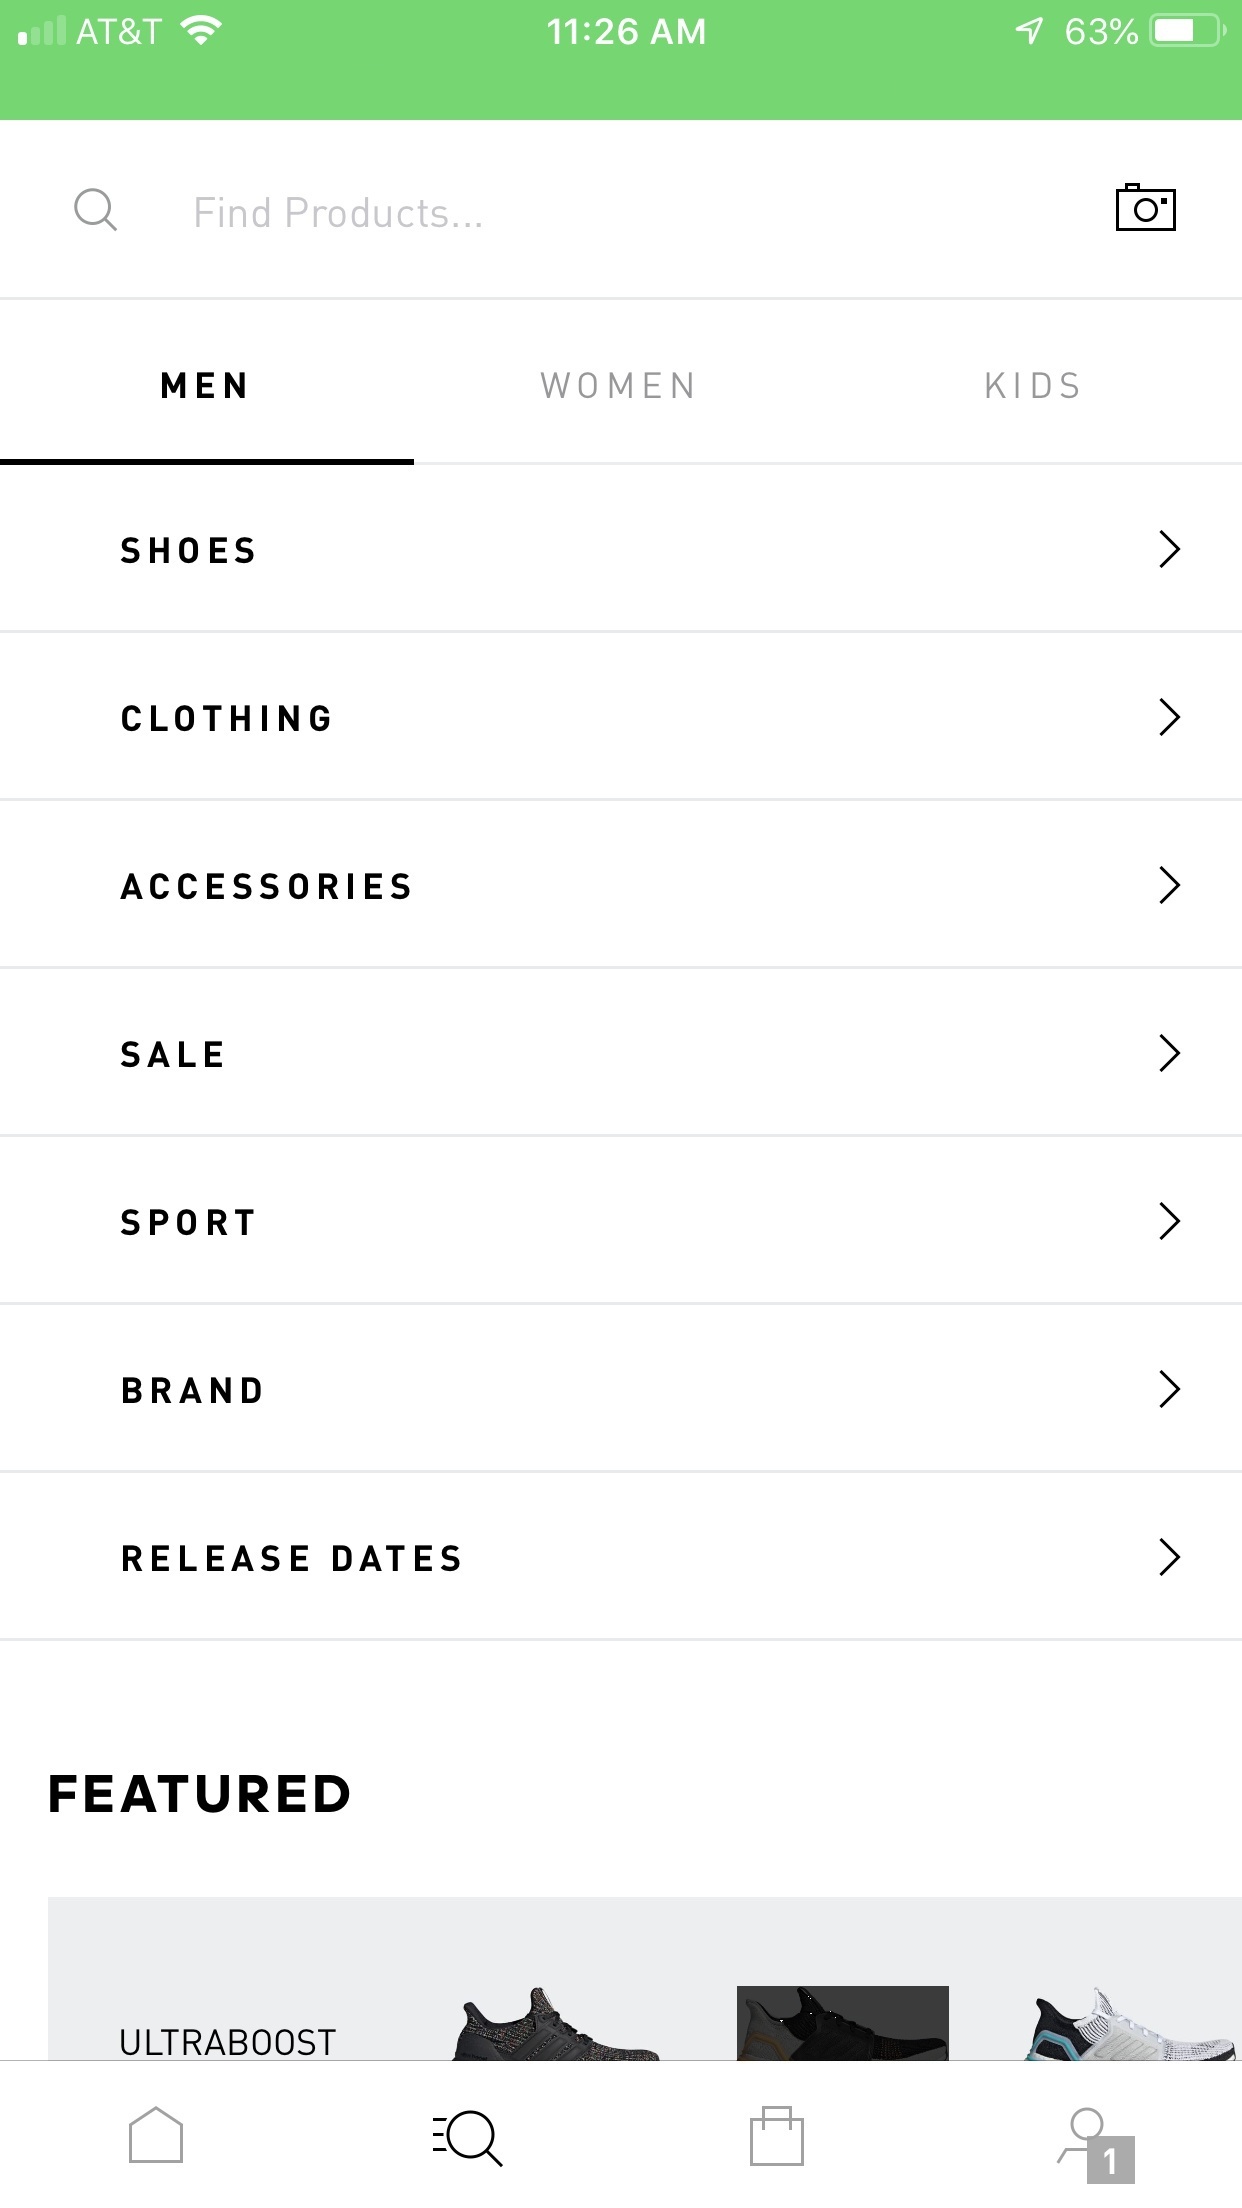 AT&T 11:26 AM 63%
Find Products...
MEN WOMEN KIDS
SHOES
CLOTHING
ACCESSORIES
SALE
SPORT
BRAND
RELEASE DATES
FEATURED
ULTRABOOST
1